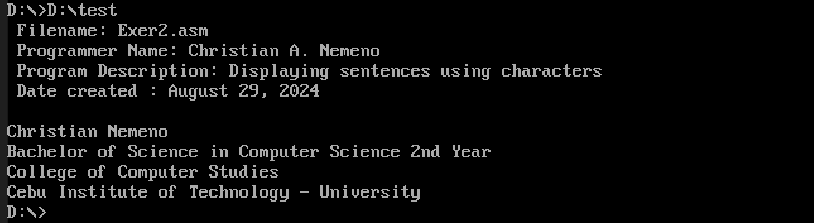 D:\>D:\test
Filename: Exer2.asm
Programmer Name: Christian A. Nemeno
Program Description: Displaying sentences using characters
Date created : August 29, 2024
Christian Nemeno
Bachelor of Science in Computer Science 2nd Year
College of Computer Studies
Cebu Institute of Technology - University
D:\>